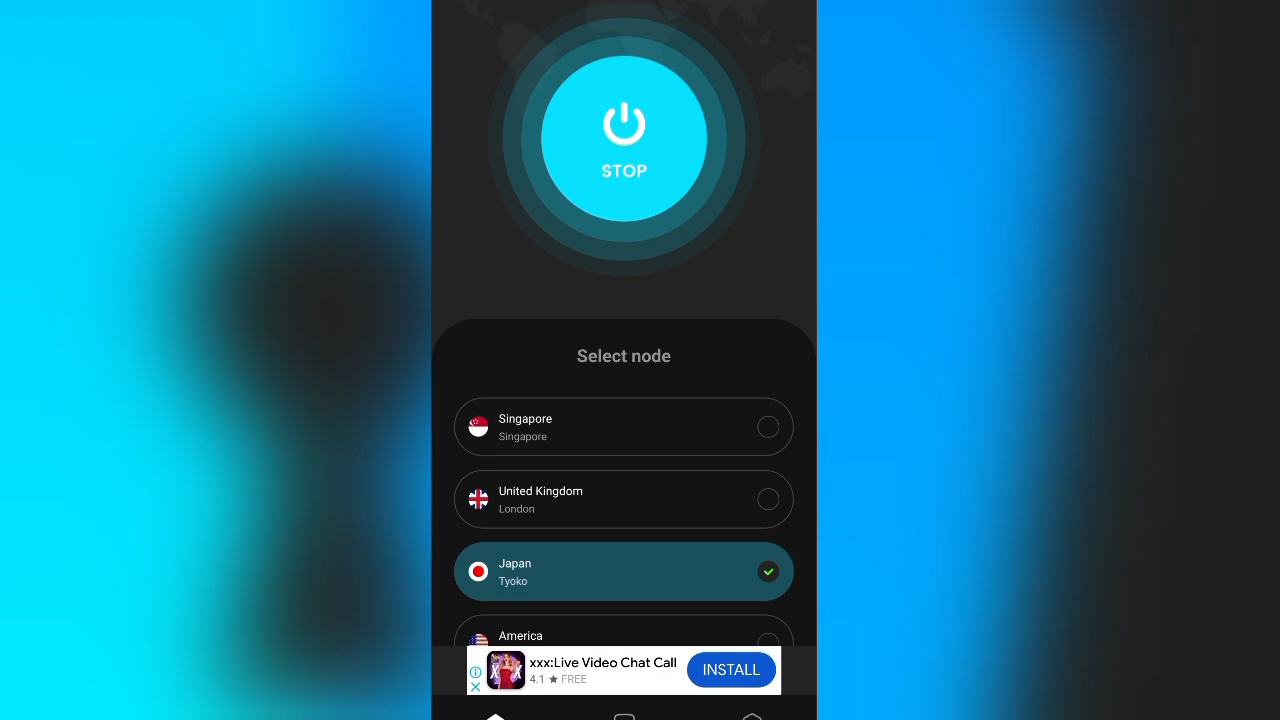 STOP
Select node
Singapore
Singapore
United Kingdom
London
Japan
Tyoko
America
xxx:Live Video Chat Call
4.1 ★ FREE
INSTALL